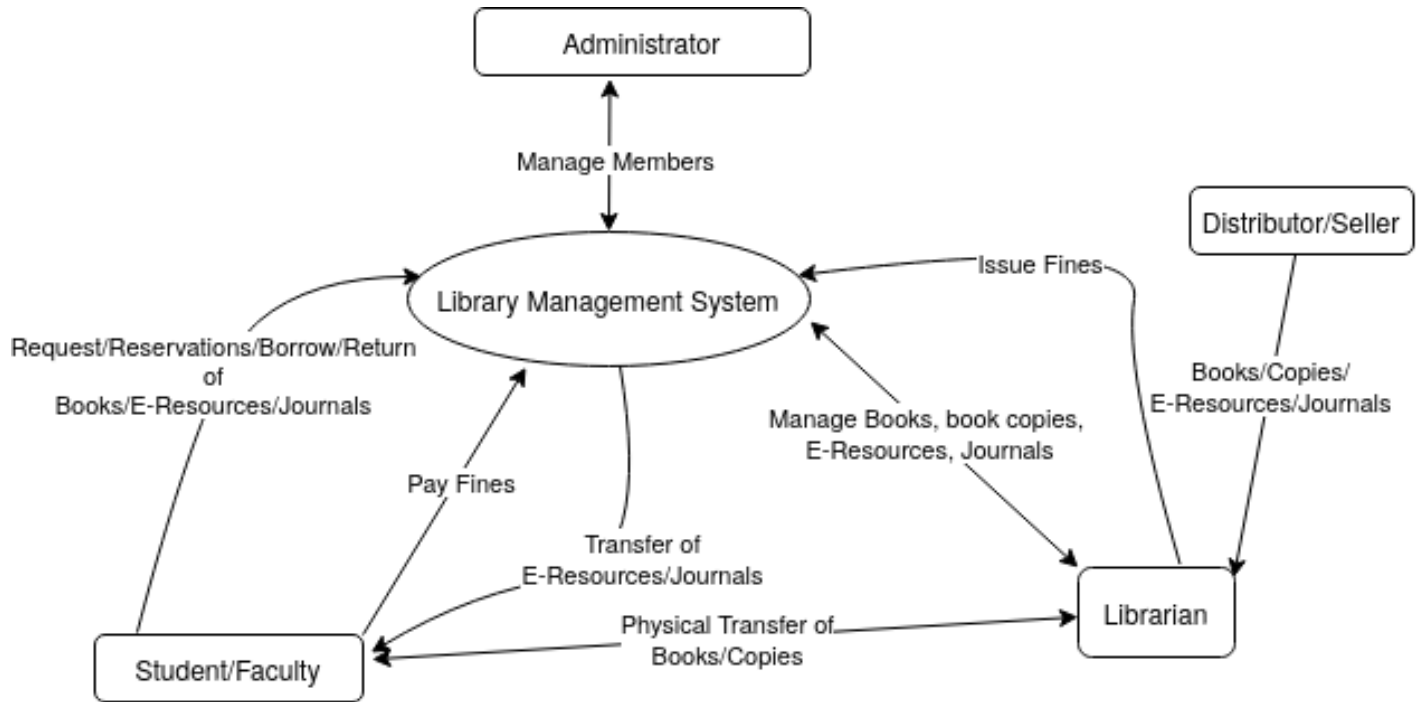 Administrator
Manage Members
Distributor/Seller
Issue Fines
Library Management System
Request/Reservations/Borrow/Return
of
Books/E-Resources/Journals
Books/Copies/
E-Resources/Journals
Manage Books, book copies,
E-Resources, Journals
Pay Fines
Transfer of
E-Resources/Journals
Physical Transfer of
Books/Copies
Librarian
Student/Faculty